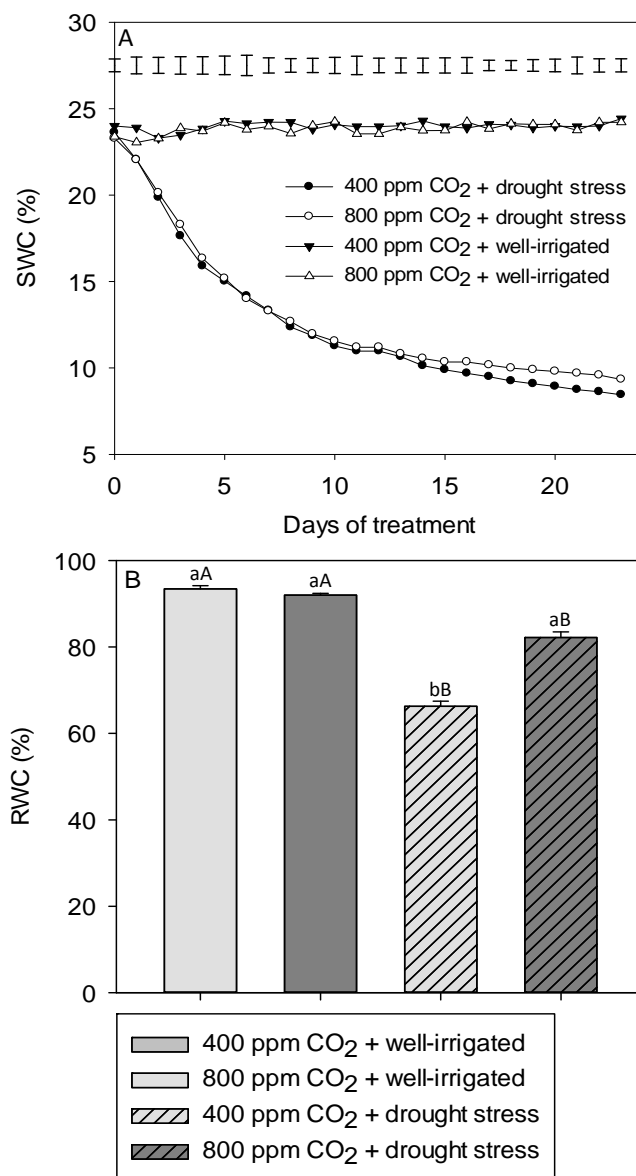 30
A
25
20
15
10
5
SWC (%)
400 ppm CO2 + drought stress
800 ppm CO2 + drought stress
400 ppm CO2 + well-irrigated
800 ppm CO2 + well-irrigated
0 5 10 15 20
Days of treatment
100
B
80
60
40
20
0
RWC (%)
aA aA bB aB
400 ppm CO2 + well-irrigated
800 ppm CO2 + well-irrigated
400 ppm CO2 + drought stress
800 ppm CO2 + drought stress